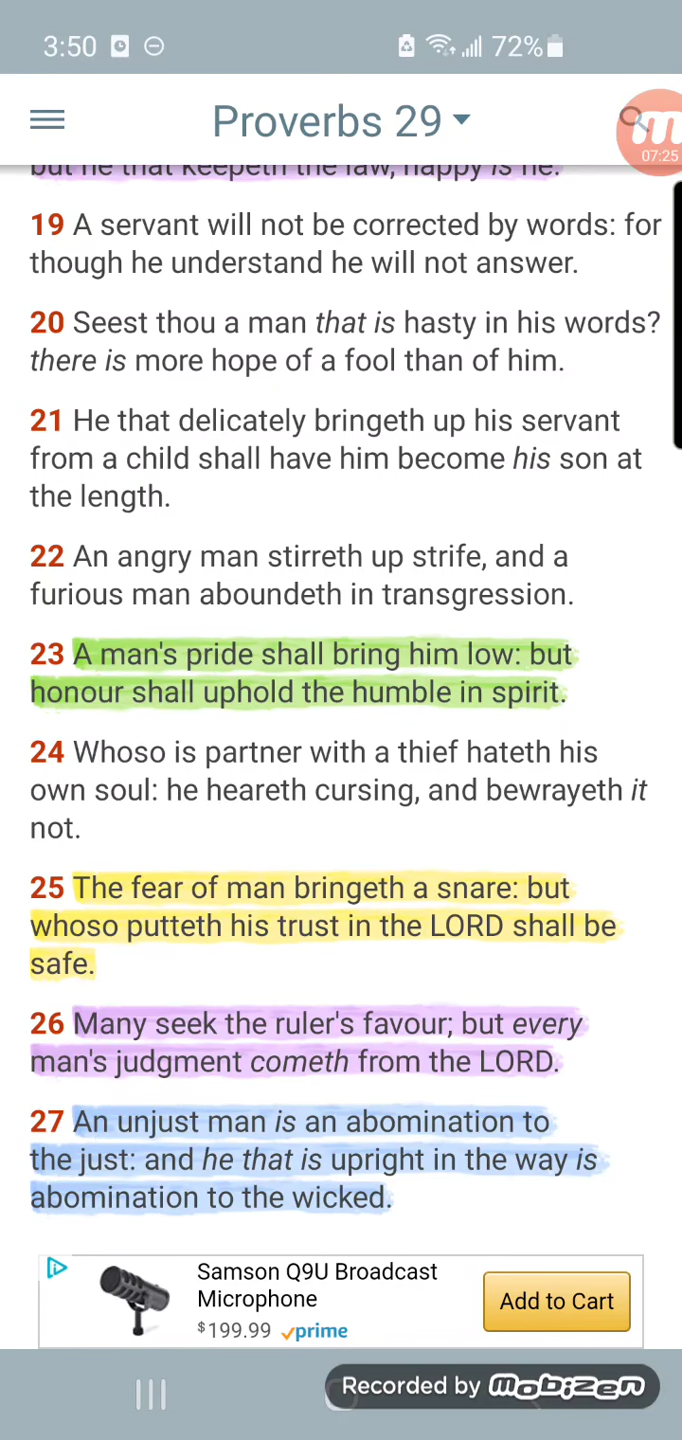 3:50 72%
Proverbs 29
07:25
but he that keepeth the law, happy is he.
19 A servant will not be corrected by words: for
though he understand he will not answer.
20 Seest thou a man that is hasty in his words?
there is more hope of a fool than of him.
21 He that delicately bringeth up his servant
from a child shall have him become his son at
the length.
22 An angry man stirreth up strife, and a
furious man aboundeth in transgression.
23 A man's pride shall bring him low: but
honour shall uphold the humble in spirit.
24 Whoso is partner with a thief hateth his
own soul: he heareth cursing, and bewrayeth it
not.
25 The fear of man bringeth a snare: but
whoso putteth his trust in the LORD shall be
safe.
26 Many seek the ruler's favour; but every
man's judgment cometh from the LORD.
27 An unjust man is an abomination to
the just: and he that is upright in the way is
abomination to the wicked.
Samson Q9U Broadcast
Microphone
$199.99 prime
Add to Cart
Recorded by mobizen